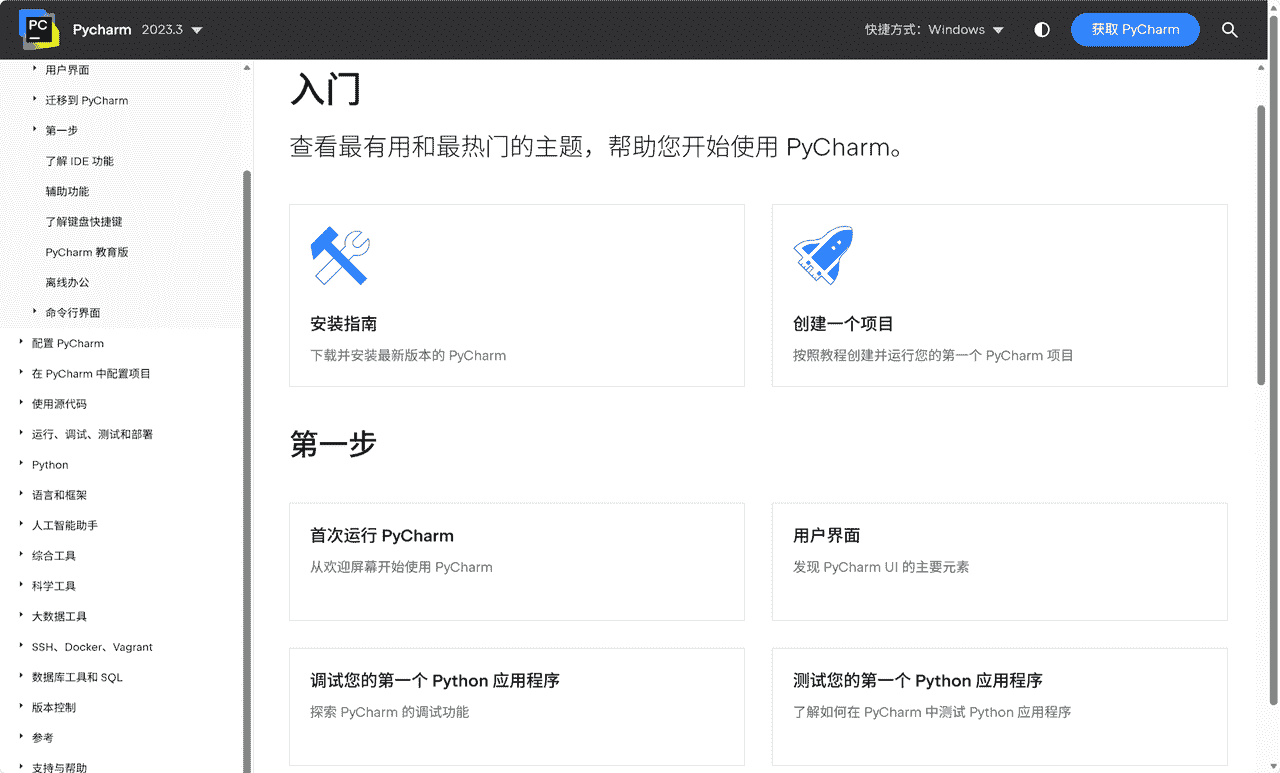 PC
Pycharm 2023.3
快捷方式: Windows
获取 PyCharm
用户界面
迁移到 PyCharm
第一步
了解 IDE 功能
辅助功能
了解键盘快捷键
PyCharm 教育版
离线办公
命令行界面
配置 PyCharm
在 PyCharm 中配置项目
使用源代码
运行、调试、测试和部署
Python
语言和框架
人工智能助手
综合工具
科学工具
大数据工具
SSH、Docker、Vagrant
数据库工具和 SQL
版本控制
参考
支持与帮助
入门
查看最有用和最热门的主题，帮助您开始使用 PyCharm。
安装指南
下载并安装最新版本的 PyCharm
创建一个项目
按照教程创建并运行您的第一个 PyCharm 项目
第一步
首次运行 PyCharm
从欢迎屏幕开始使用 PyCharm
用户界面
发现 PyCharm UI 的主要元素
调试您的第一个 Python 应用程序
探索 PyCharm 的调试功能
测试您的第一个 Python 应用程序
了解如何在 PyCharm 中测试 Python 应用程序